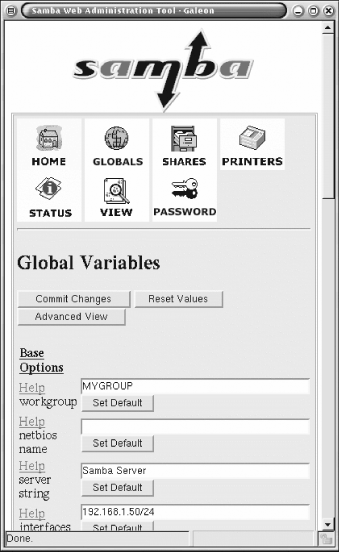 Samba Web Administration Tool - Galeon
samba
HOME GLOBALS SHARES PRINTERS
STATUS VIEW PASSWORD
Global Variables
Commit Changes Reset Values
Advanced View
Base
Options
Help MYGROUP
workgroup Set Default
Help
netbios Set Default
name
Help Samba Server
server Set Default
string
Help 192.168.1.50/24
interfaces Set Default
Done.